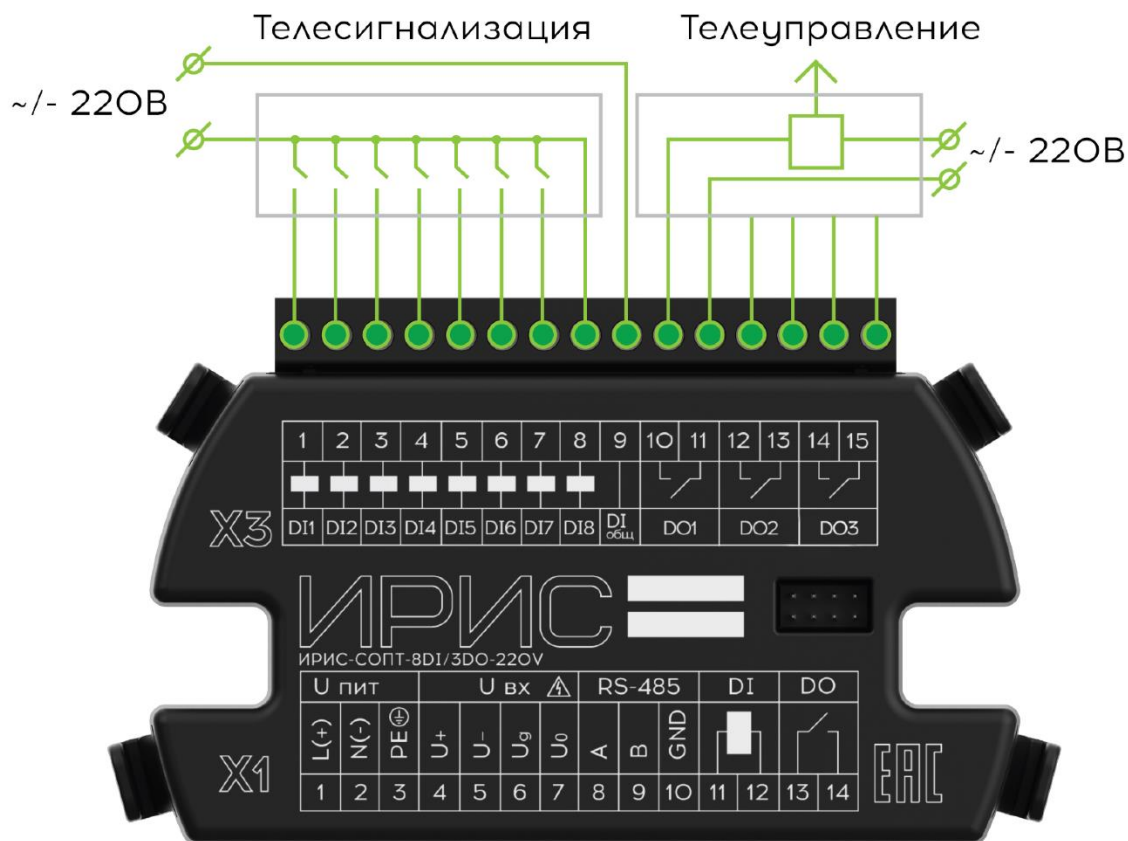 Телесигнализация Телеуправление
~/- 220В
~/- 220В
1 2 3 4 5 6 7 8 9 10 11 12 13 14 15
X3
DI1 DI2 DI3 DI4 DI5 DI6 DI7 DI8 DI общ DO1 DO2 DO3
ИРИС
ИРИС-СОПТ-8DI/3DO-220V
U пит U вх RS-485 DI DO
L(+) N(-) PE U+ U- Ug U0 A B GND
X1
1 2 3 4 5 6 7 8 9 10 11 12 13 14
EAC